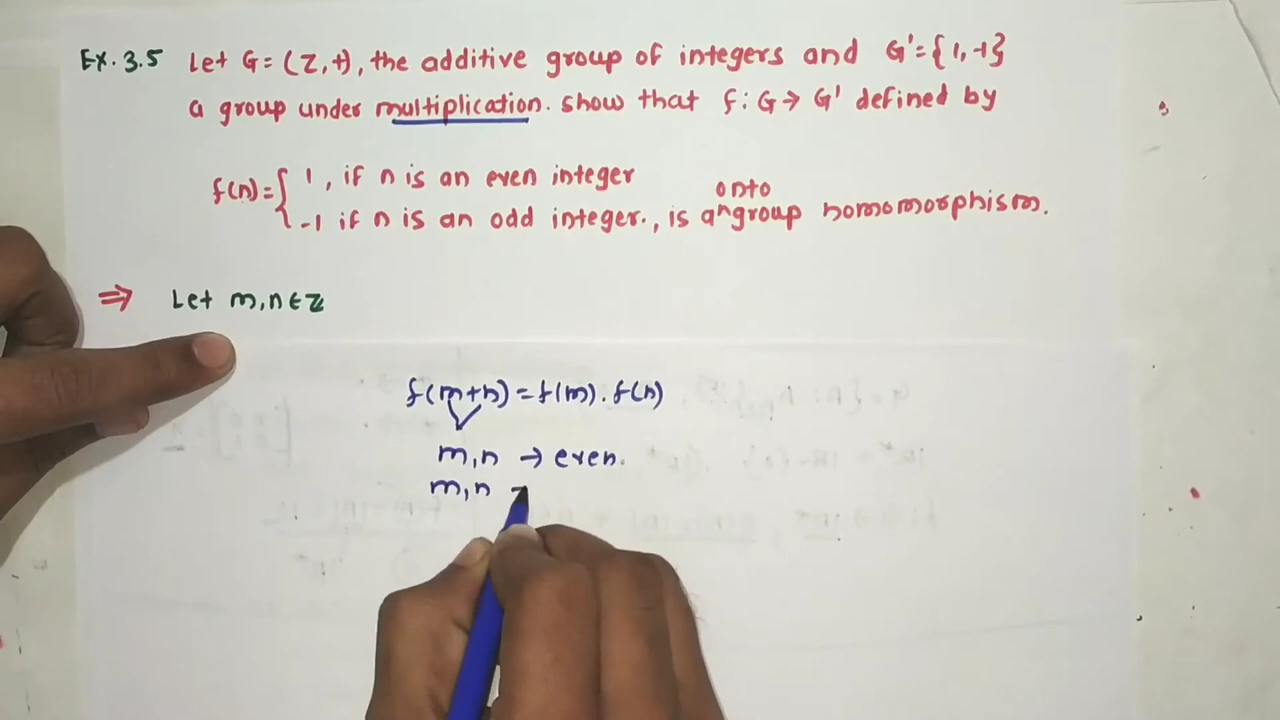 Ex. 3.5 Let G = (Z, +), the additive group of integers and G' = {1, -1}
a group under multiplication. show that f: G → G' defined by
f(n) = { 1, if n is an even integer
-1 if n is an odd integer., is an onto group homomorphism.
⇒ Let m, n ∈ Z
f(m+n) = f(m). f(n)
m, n → even.
m, n